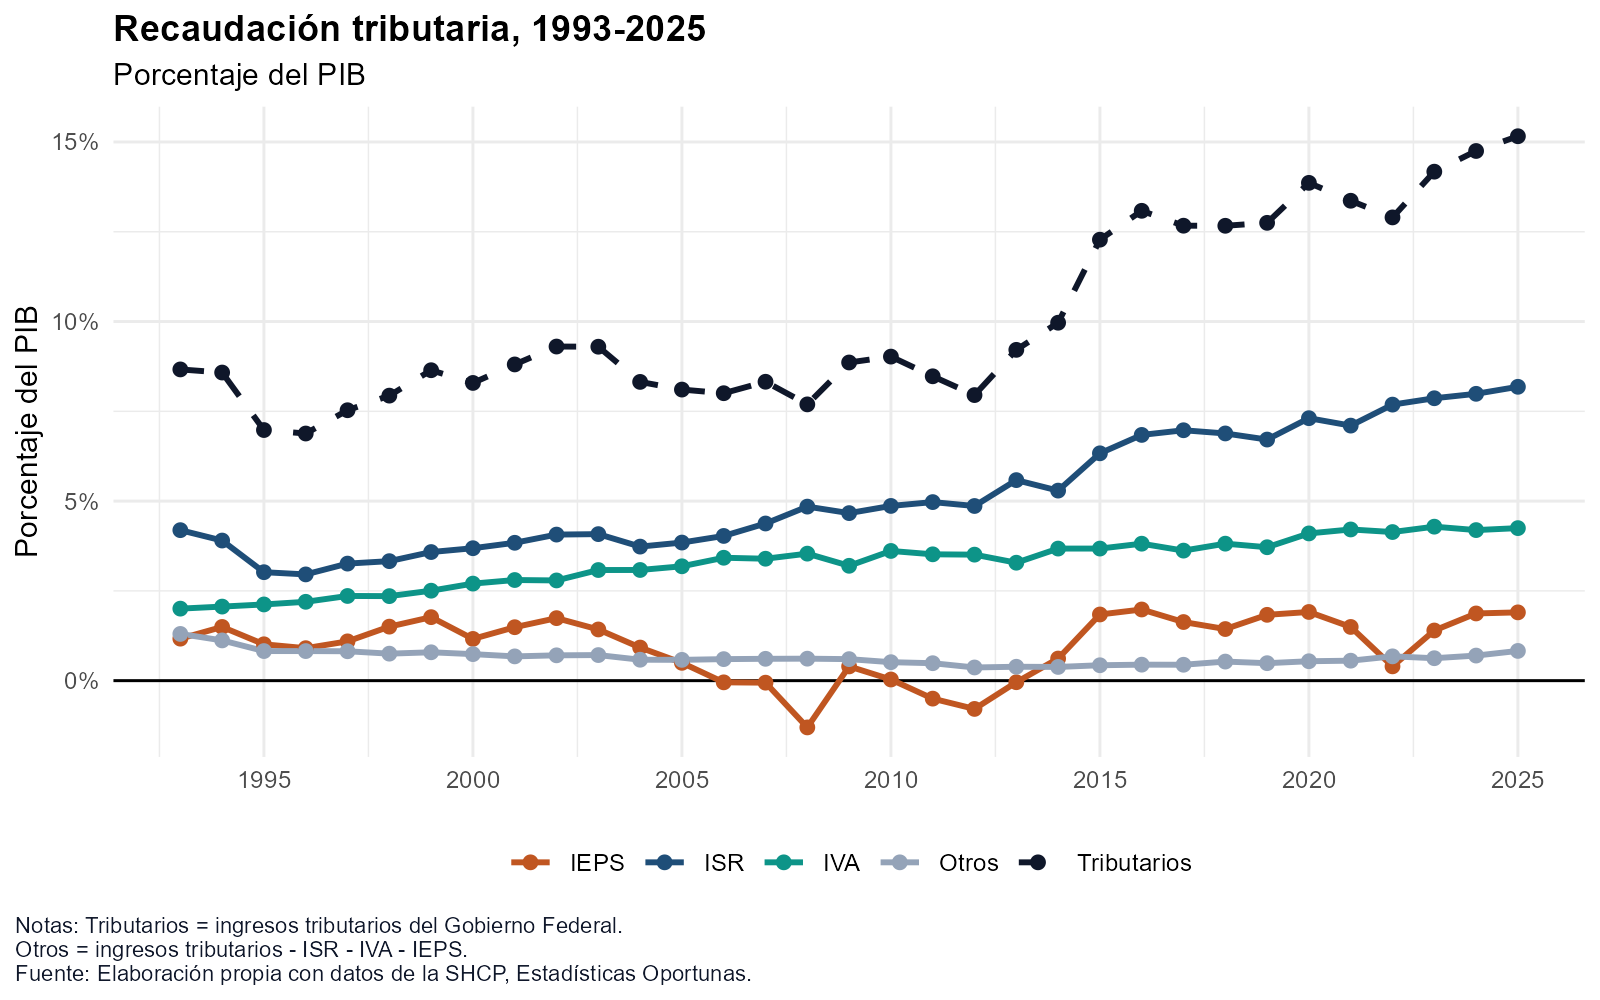 Recaudación tributaria, 1993-2025
Porcentaje del PIB
Porcentaje del PIB
15%
10%
5%
0%
1995 2000 2005 2010 2015 2020 2025
IEPS ISR IVA Otros Tributarios
Notas: Tributarios = ingresos tributarios del Gobierno Federal.
Otros = ingresos tributarios - ISR - IVA - IEPS.
Fuente: Elaboración propia con datos de la SHCP, Estadísticas Oportunas.